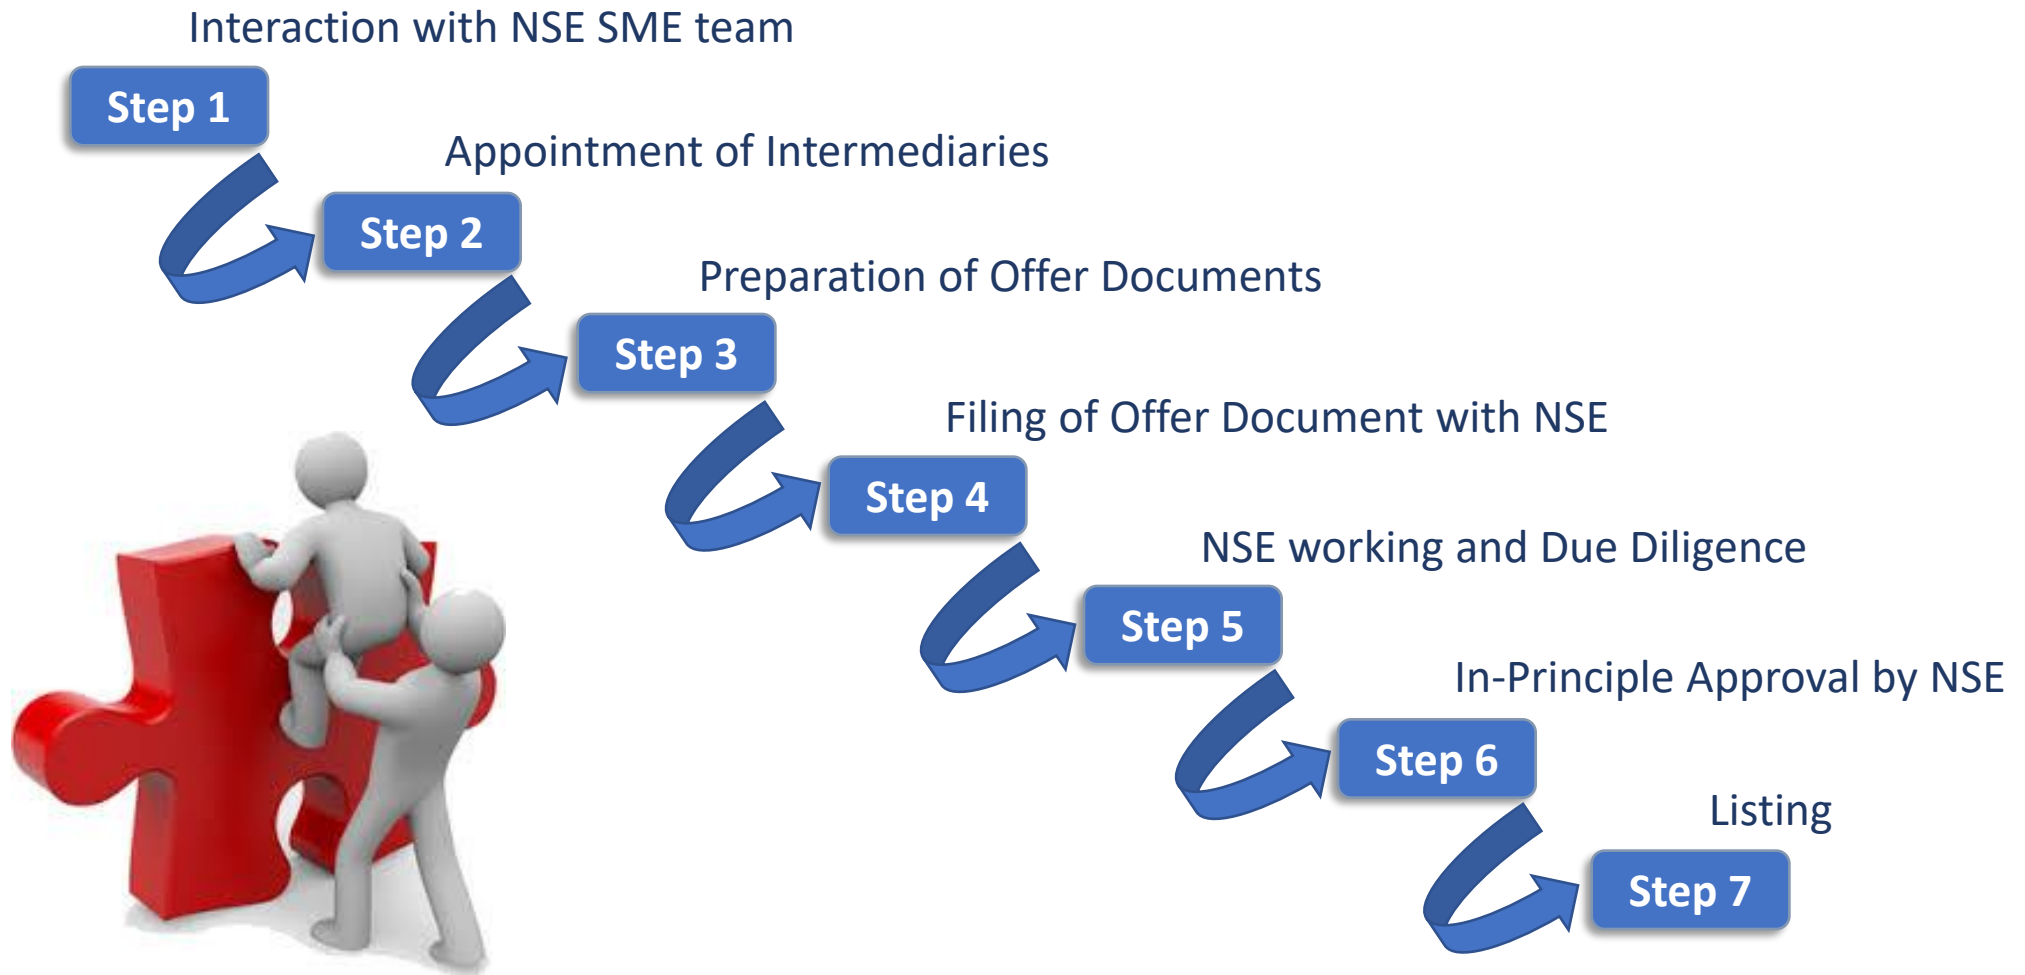 Interaction with NSE SME team
Step 1
Appointment of Intermediaries
Step 2
Preparation of Offer Documents
Step 3
Filing of Offer Document with NSE
Step 4
NSE working and Due Diligence
Step 5
In-Principle Approval by NSE
Step 6
Listing
Step 7